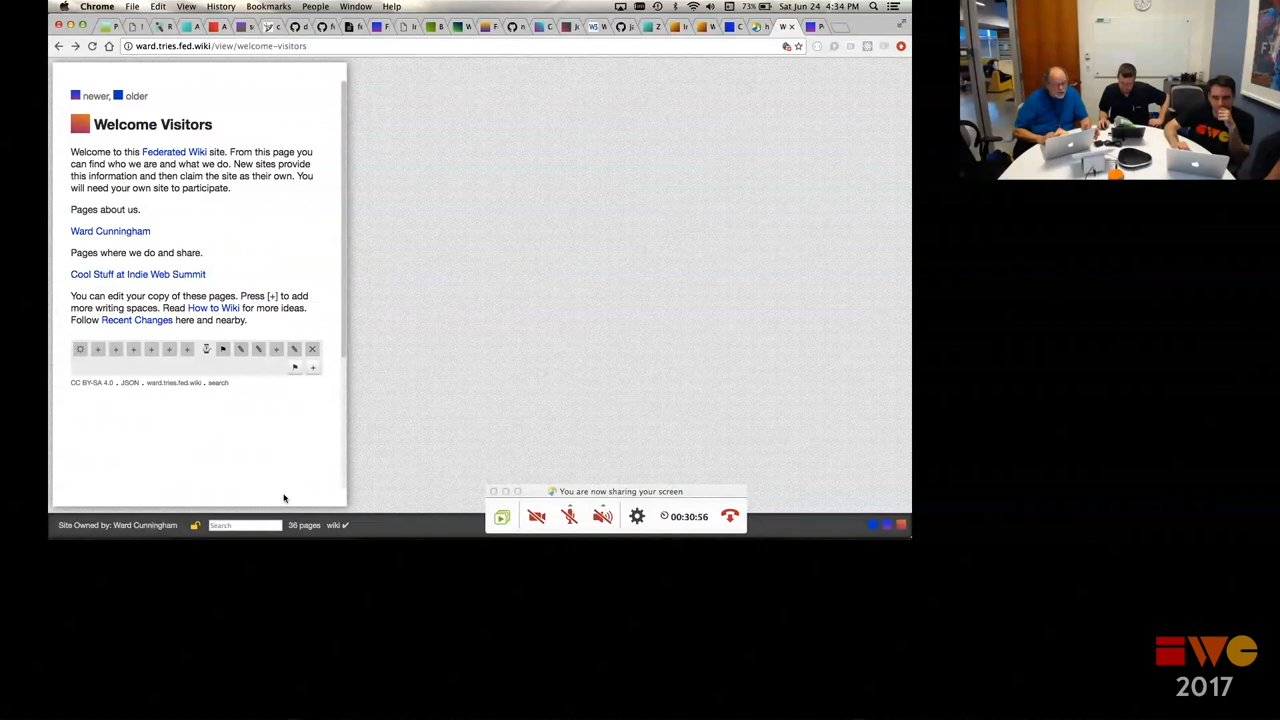 Chrome File Edit View History Bookmarks People Window Help
73% Sat Jun 24 4:34 PM
ward.tries.fed.wiki/view/welcome-visitors
newer, older
Welcome Visitors
Welcome to this Federated Wiki site. From this page you
can find who we are and what we do. New sites provide
this information and then claim the site as their own. You
will need your own site to participate.
Pages about us.
Ward Cunningham
Pages where we do and share.
Cool Stuff at Indie Web Summit
You can edit your copy of these pages. Press [+] to add
more writing spaces. Read How to Wiki for more ideas.
Follow Recent Changes here and nearby.
CC BY-SA 4.0 . JSON . ward.tries.fed.wiki . search
You are now sharing your screen
00:30:56
Site Owned by: Ward Cunningham Search 36 pages wiki ✔
IWC
2017